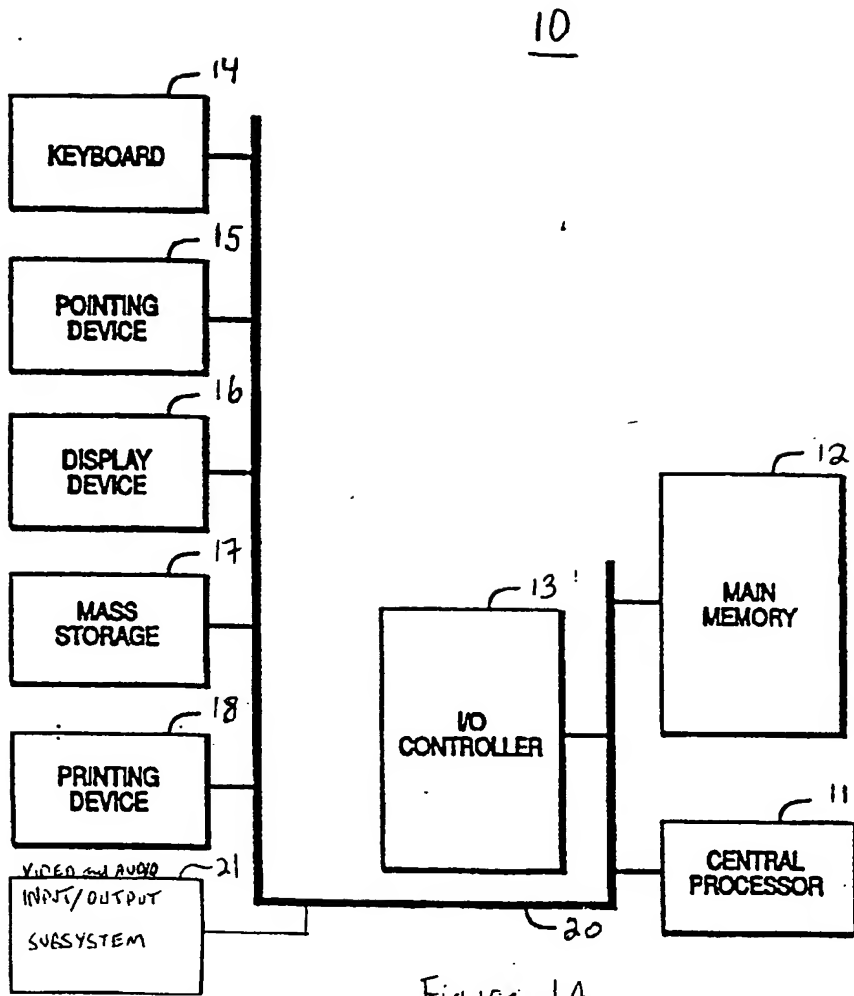 10
14
KEYBOARD
15
POINTING
DEVICE
16
DISPLAY
DEVICE
17
MASS
STORAGE
18
PRINTING
DEVICE
VIDEO and AUDIO
21
INPUT/OUTPUT
SUBSYSTEM
13
I/O
CONTROLLER
12
MAIN
MEMORY
11
CENTRAL
PROCESSOR
20
Figure 1A